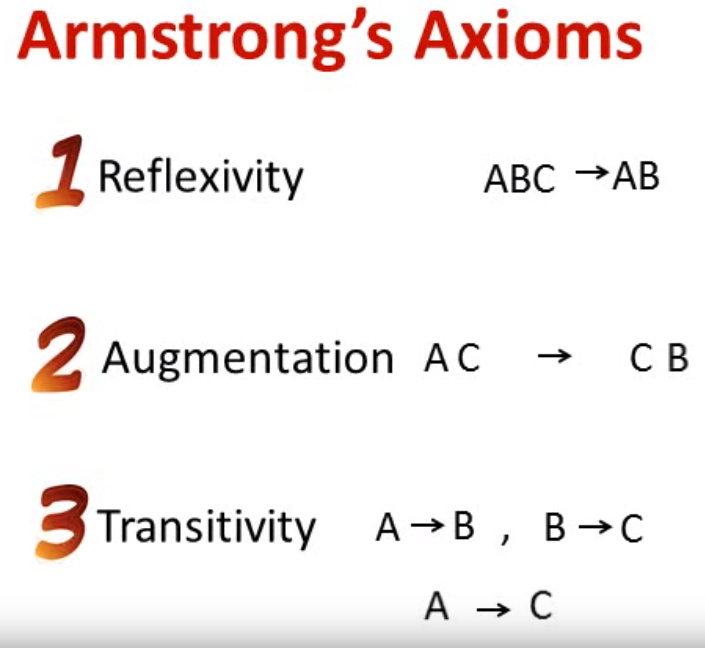 Armstrong’s Axioms
1 Reflexivity ABC →AB
2 Augmentation A C → C B
3 Transitivity A→B , B→C
A → C